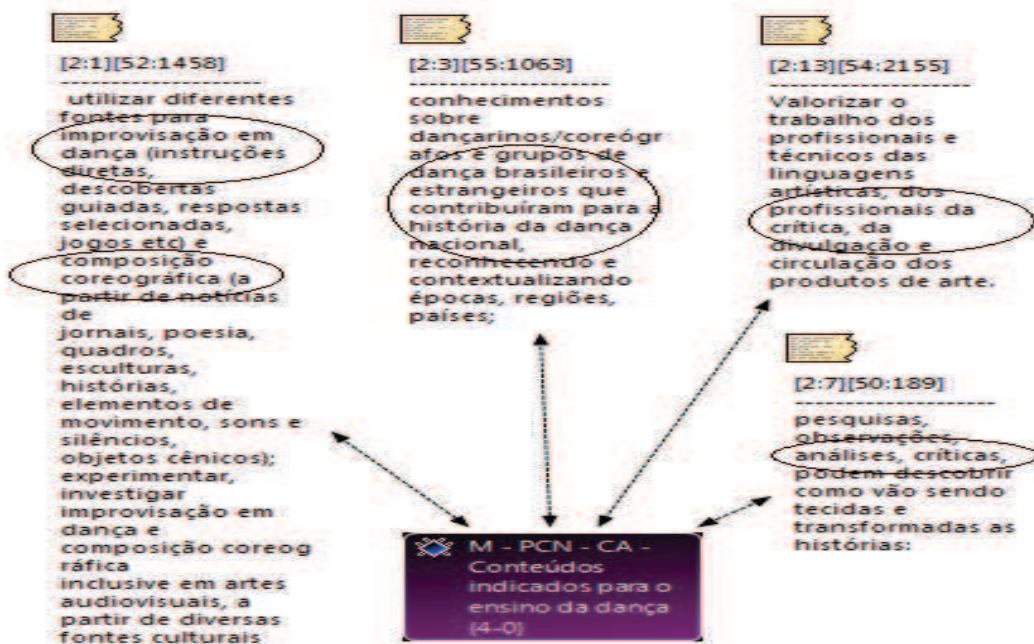 [2:1][52:1458]
--------------------
utilizar diferentes
fontes para
improvisação em
dança (instruções
diretas,
descobertas
guiadas, respostas
selecionadas,
jogos etc) e
composição
coreográfica (a
partir de notícias
de
jornais, poesia,
quadros,
esculturas,
histórias,
elementos de
movimento, sons e
silêncios,
objetos cênicos);
experimentar,
investigar
improvisação em
dança e
composição coreog
ráfica
inclusive em artes
audiovisuais, a
partir de diversas
fontes culturais
[2:3][55:1063]
--------------------
conhecimentos
sobre
dançarinos/coreógr
afos e grupos de
dança brasileiros e
estrangeiros que
contribuíram para a
história da dança
nacional,
reconhecendo e
contextualizando
épocas, regiões,
países;
[2:13][54:2155]
--------------------
Valorizar o
trabalho dos
profissionais e
técnicos das
linguagens
artísticas, dos
profissionais da
crítica, da
divulgação e
circulação dos
produtos de arte.
[2:7][50:189]
--------------------
pesquisas,
observações,
análises, críticas,
podem descobrir
como vão sendo
tecidas e
transformadas as
histórias:
M - PCN - CA -
Conteúdos
indicados para o
ensino da dança
{4-0}